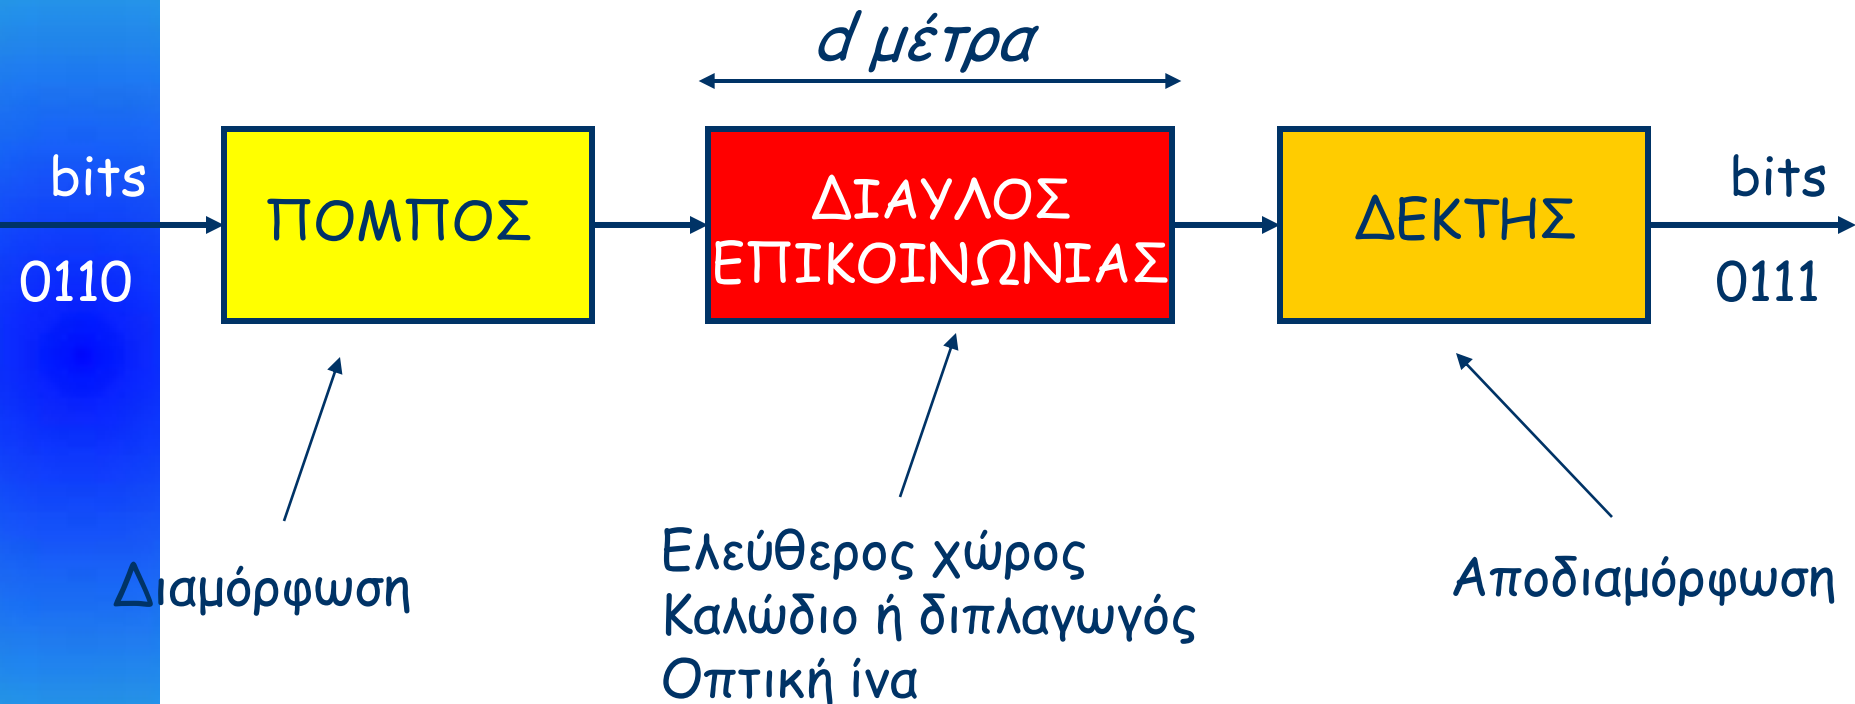 d μέτρα
bits
ΠΟΜΠΟΣ
ΔΙΑΥΛΟΣ
ΕΠΙΚΟΙΝΩΝΙΑΣ
ΔΕΚΤΗΣ
bits
0110
0111
Διαμόρφωση
Ελεύθερος χώρος
Καλώδιο ή διπλαγωγός
Οπτική ίνα
Αποδιαμόρφωση